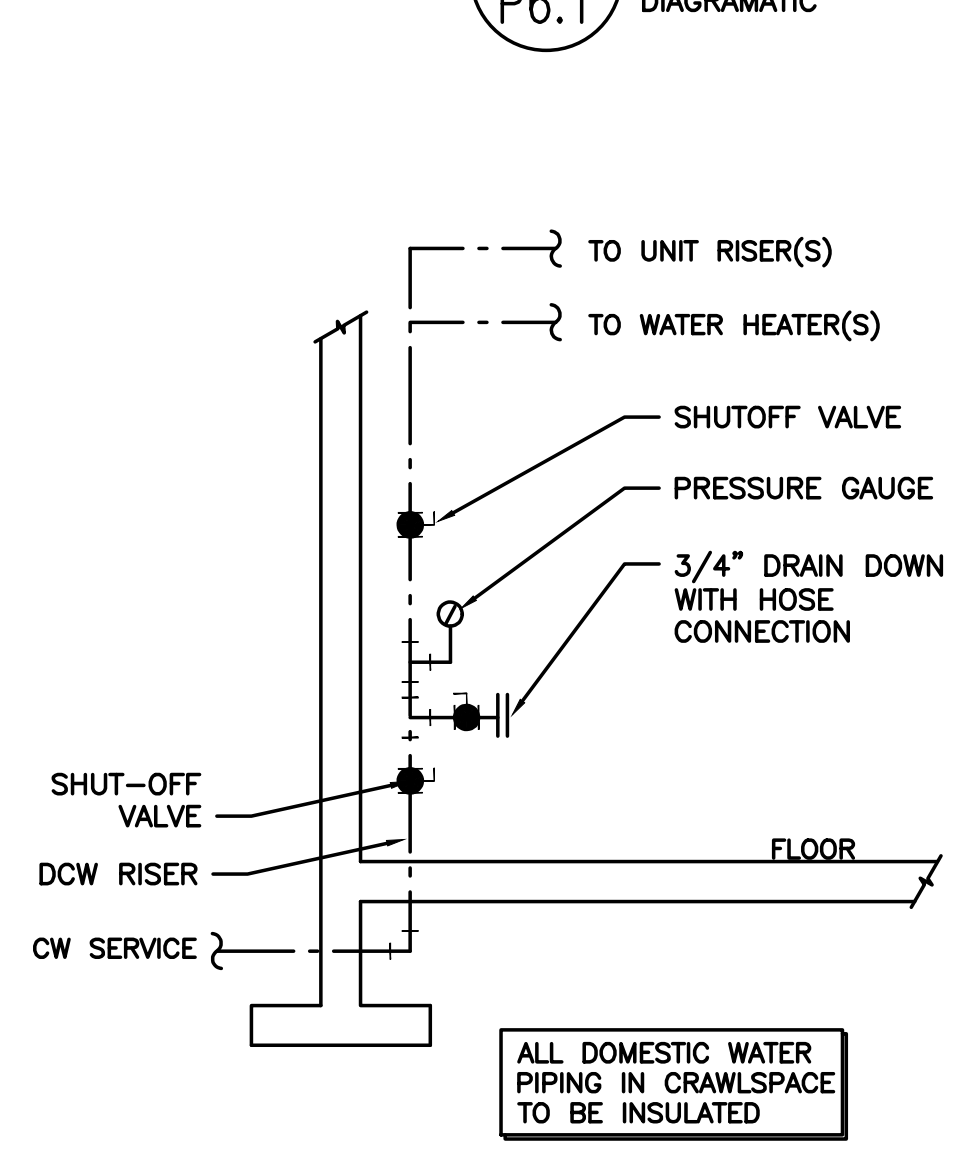 P6.1
DIAGRAMATIC
TO UNIT RISER(S)
TO WATER HEATER(S)
SHUTOFF VALVE
PRESSURE GAUGE
3/4" DRAIN DOWN
WITH HOSE
CONNECTION
SHUT-OFF
VALVE
FLOOR
DCW RISER
CW SERVICE
ALL DOMESTIC WATER
PIPING IN CRAWLSPACE
TO BE INSULATED